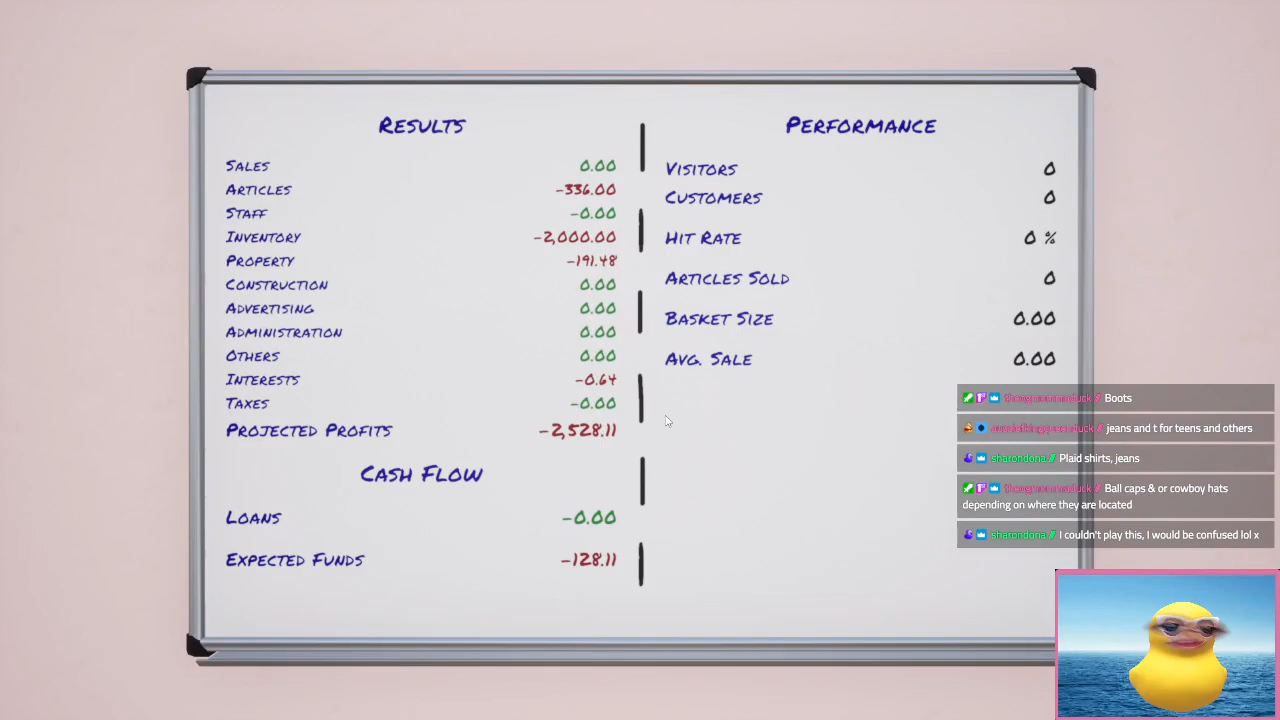 Results
Sales 0.00
Articles -336.00
Staff -0.00
Inventory -2,000.00
Property -191.48
Construction 0.00
Advertising 0.00
Administration 0.00
Others 0.00
Interests -0.64
Taxes -0.00
Projected Profits -2,528.11
Cash Flow
Loans -0.00
Expected Funds -128.11
Performance
Visitors 0
Customers 0
Hit Rate 0 %
Articles Sold 0
Basket Size 0.00
Avg. Sale 0.00
Boots
jeans and t for teens and others
sharondona // Plaid shirts, jeans
Ball caps & or cowboy hats
depending on where they are located
sharondona // I couldn't play this, I would be confused lol x